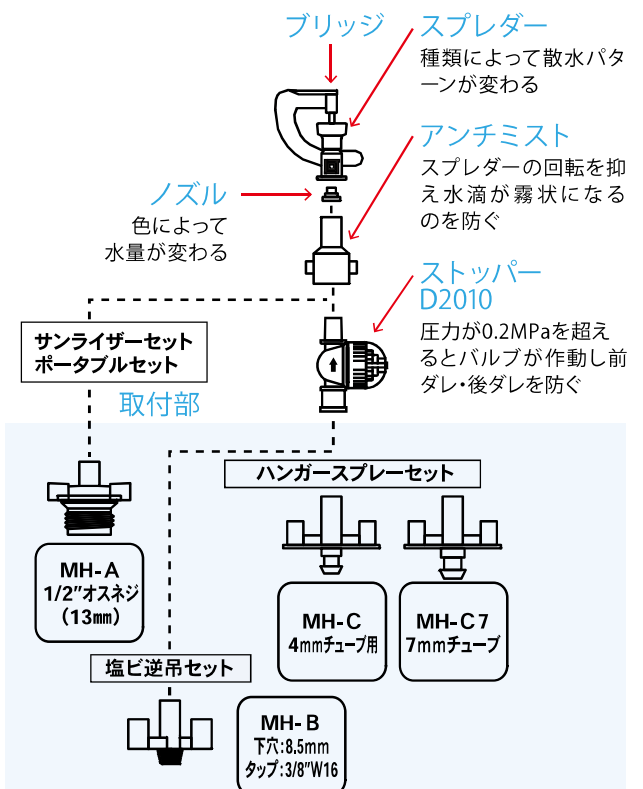 ブリッジ
スプレダー
種類によって散水パタ
ーンが変わる
アンチミスト
スプレダーの回転を抑
え水滴が霧状になる
のを防ぐ
ノズル
色によって
水量が変わる
ストッパー
D2010
圧力が0.2MPaを超え
るとバルブが作動し前
ダレ・後ダレを防ぐ
サンライザーセット
ポータブルセット
取付部
ハンガースプレーセット
MH-A
1/2″オスネジ
(13mm)
MH-C
4mmチューブ用
MH-C7
7mmチューブ
塩ビ逆吊セット
MH-B
下穴:8.5mm
タップ:3/8″W16